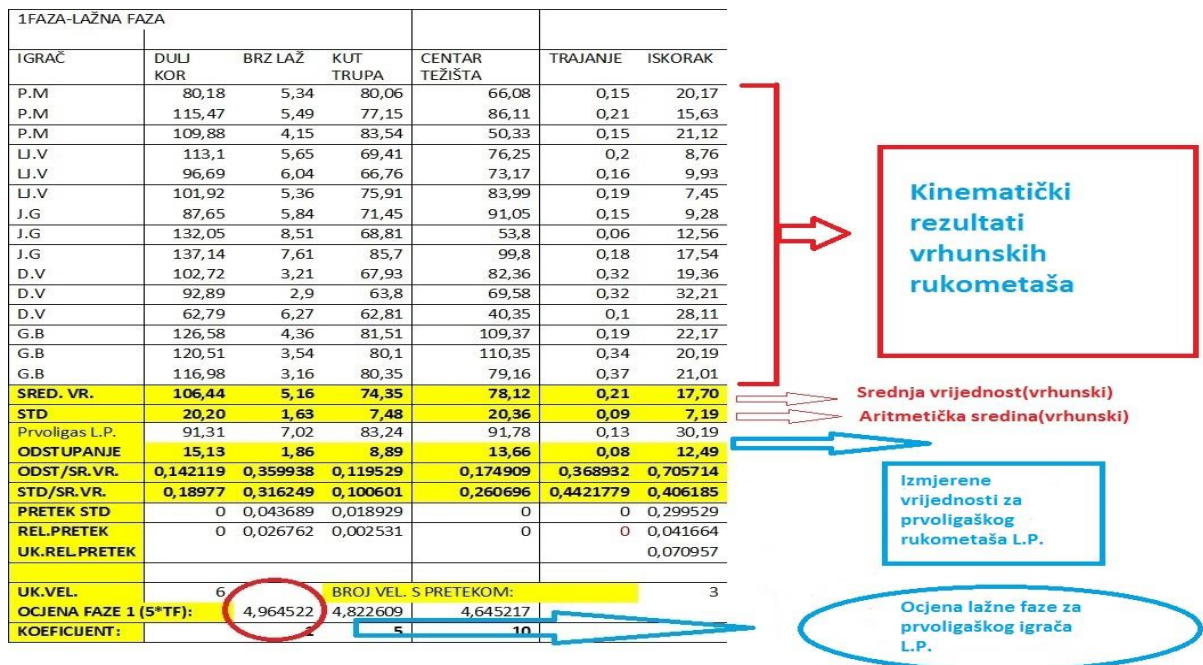 1FAZA-LAŽNA FAZA
IGRAČ DULJ KOR BRZ LAŽ KUT TRUPA CENTAR TEŽIŠTA TRAJANJE ISKORAK
P.M 80,18 5,34 80,06 66,08 0,15 20,17
P.M 115,47 5,49 77,15 86,11 0,21 15,63
P.M 109,88 4,15 83,54 50,33 0,15 21,12
LJ.V 113,1 5,65 69,41 76,25 0,2 8,76
LJ.V 96,69 6,04 66,76 73,17 0,16 9,93
LJ.V 101,92 5,36 75,91 83,99 0,19 7,45
J.G 87,65 5,84 71,45 91,05 0,15 9,28
J.G 132,05 8,51 68,81 53,8 0,06 12,56
J.G 137,14 7,61 85,7 99,8 0,18 17,54
D.V 102,72 3,21 67,93 82,36 0,32 19,36
D.V 92,89 2,9 63,8 69,58 0,32 32,21
D.V 62,79 6,27 62,81 40,35 0,1 28,11
G.B 126,58 4,36 81,51 109,37 0,19 22,17
G.B 120,51 3,54 80,1 110,35 0,34 20,19
G.B 116,98 3,16 80,35 79,16 0,37 21,01
SRED. VR. 106,44 5,16 74,35 78,12 0,21 17,70
STD 20,20 1,63 7,48 20,36 0,09 7,19
Prvoligas L.P. 91,31 7,02 83,24 91,78 0,13 30,19
ODSTUPANJE 15,13 1,86 8,89 13,66 0,08 12,49
ODST/SR.VR. 0,142119 0,359938 0,119529 0,174909 0,368932 0,705714
STD/SR.VR. 0,18977 0,316249 0,100601 0,260696 0,4421779 0,406185
PRETEK STD 0 0,043689 0,018929 0 0 0,299529
REL.PRETEK 0 0,026762 0,002531 0 0 0,041664
UK.REL.PRETEK 0,070957
UK.VEL. 6 BROJ VEL. S PRETEKOM: 3
OCJENA FAZE 1 (5*TF): 4,964522 4,822609 4,645217
KOEFICIJENT: 1 5 10
Kinematički
rezultati
vrhunskih
rukometaša
Srednja vrijednost(vrhunski)
Aritmetička sredina(vrhunski)
Izmjerene
vrijednosti za
prvoligaškog
rukometaša L.P.
Ocjena lažne faze za
prvoligaškog igrača
L.P.